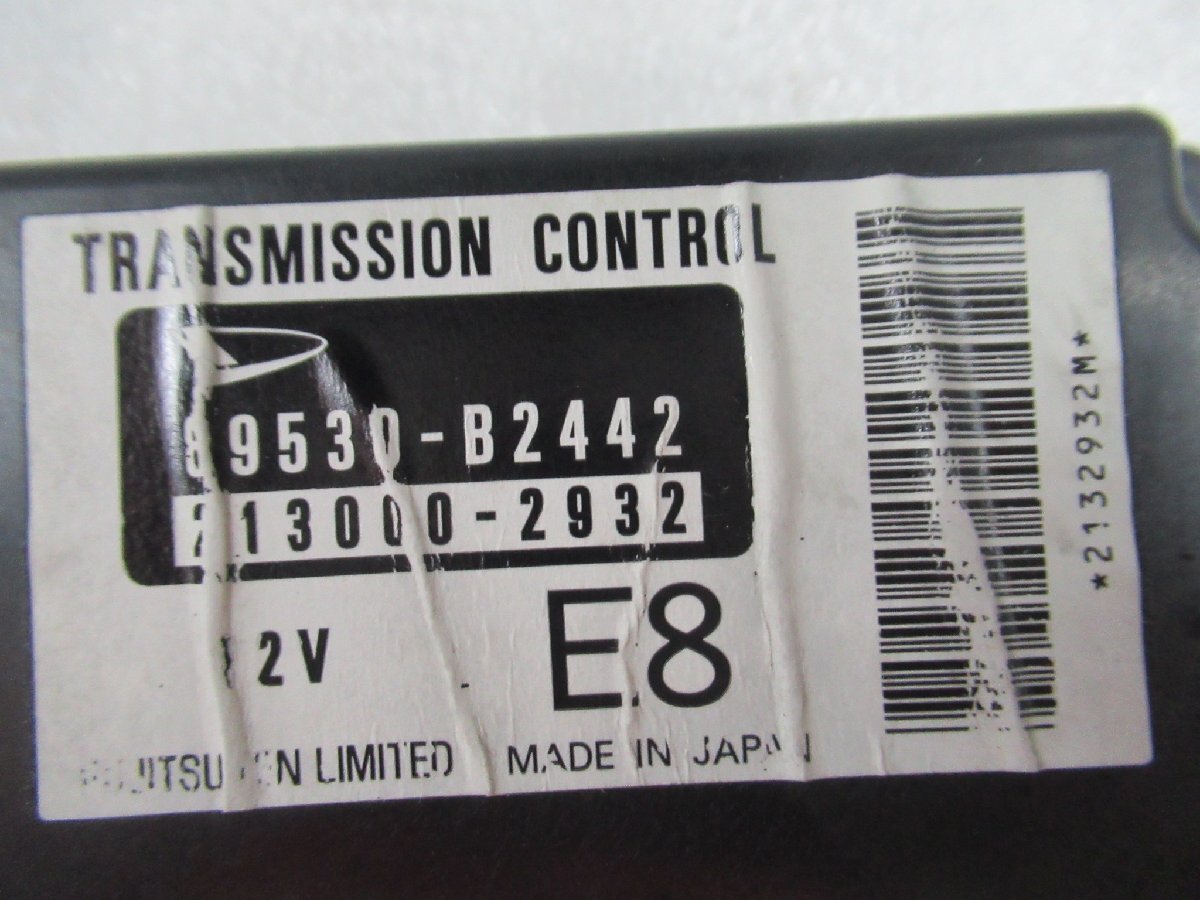 TRANSMISSION CONTROL
89530-B2442
213000-2932
12V
E8
FUJITSU TEN LIMITED MADE IN JAPAN
*2132932M*